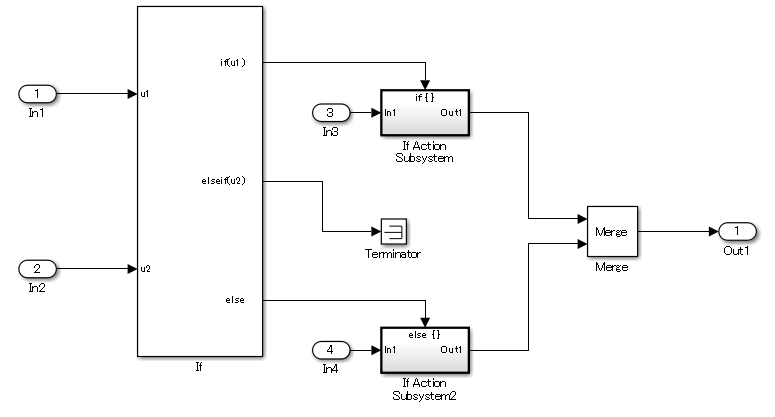 1
In1
2
In2
u1
u2
if(u1)
elseif(u2)
else
If
3
In3
if { }
In1
Out1
If Action
Subsystem
Terminator
4
In4
else { }
In1
Out1
If Action
Subsystem2
Merge
Merge
1
Out1